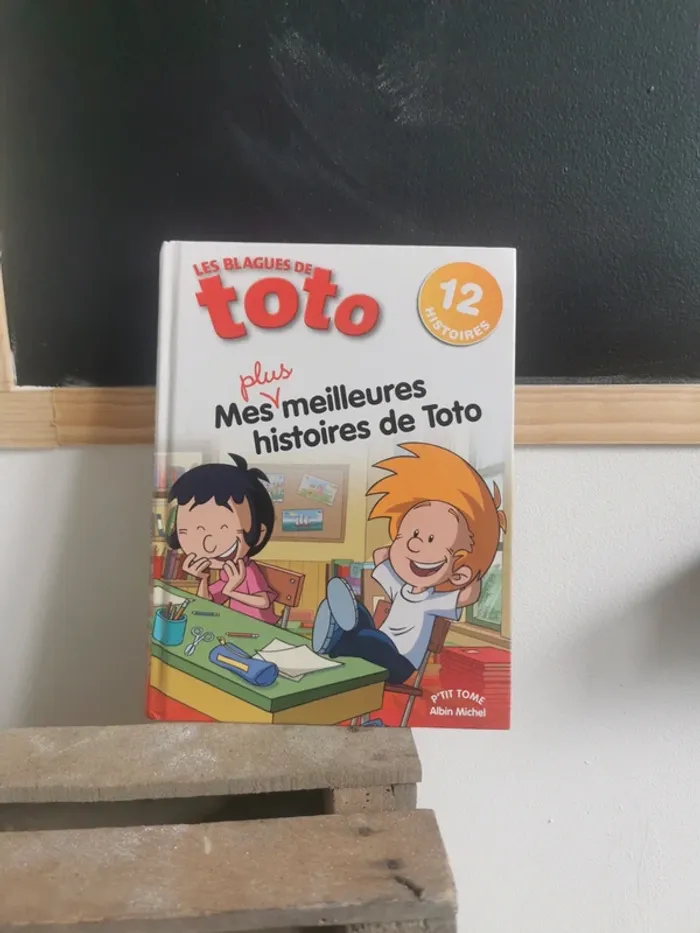 LES BLAGUES DE
toto
12
HISTOIRES
plus
Mes meilleures
histoires de Toto
P'TIT TOME
Albin Michel